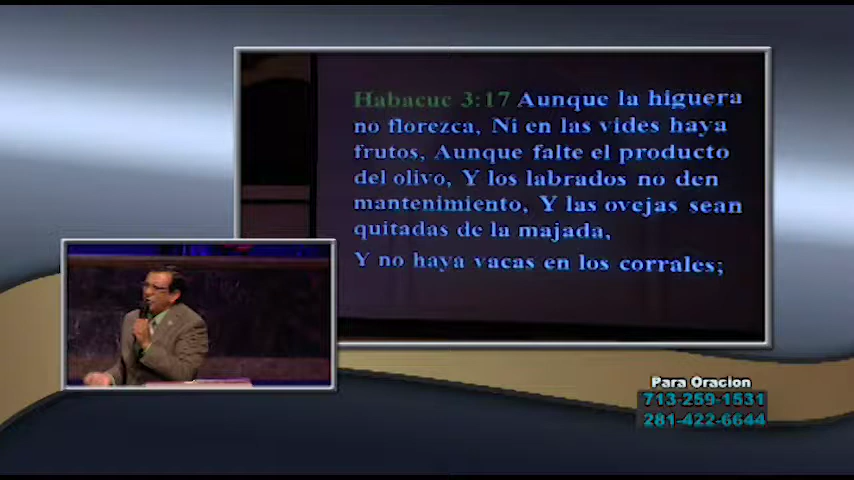 Habacuc 3:17 Aunque la higuera
no florezca, Ni en las vides haya
frutos, Aunque falte el producto
del olivo, Y los labrados no den
mantenimiento, Y las ovejas sean
quitadas de la majada,
Y no haya vacas en los corrales;
Para Oracion
713-259-1531
281-422-6644